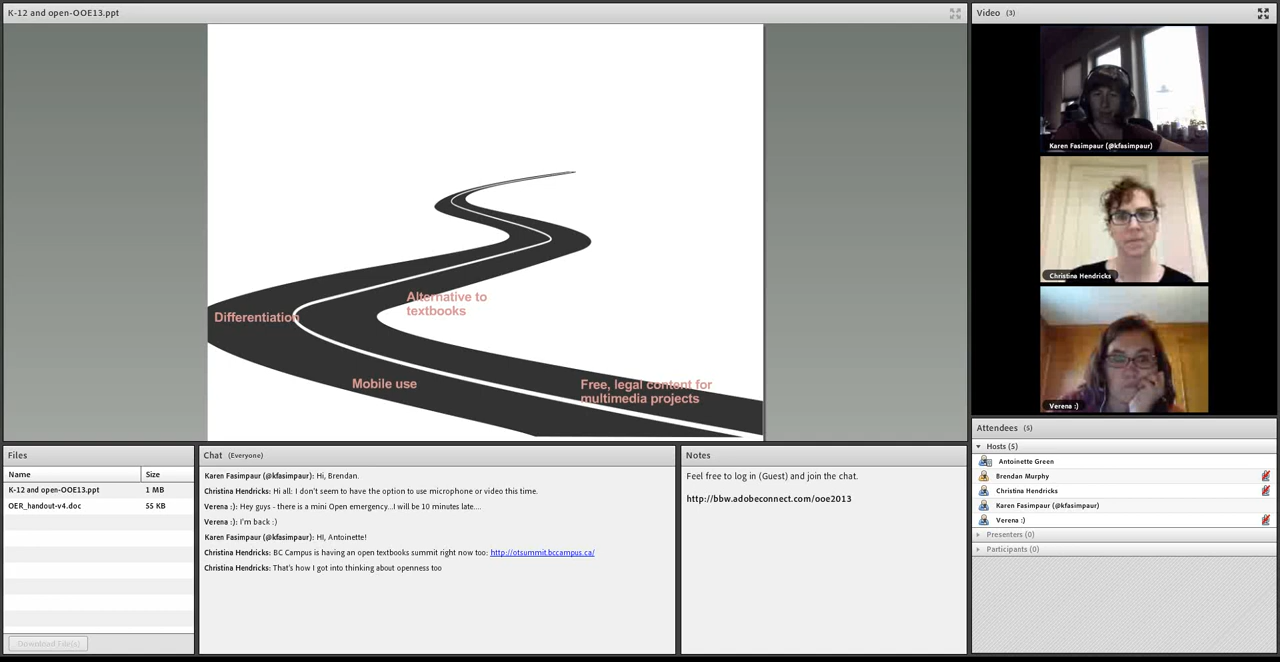 K-12 and open-OOE13.ppt
Alternative to
textbooks
Differentiation
Mobile use
Free, legal content for
multimedia projects
Video (3)
Karen Fasimpaur (@kfasimpaur)
Christina Hendricks
Verena :)
Attendees (5)
Hosts (5)
Antoinette Green
Brendan Murphy
Christina Hendricks
Karen Fasimpaur (@kfasimpaur)
Verena :)
Presenters (0)
Participants (0)
Files
Name Size
K-12 and open-OOE13.ppt 1 MB
OER_handout-v4.doc 55 KB
Download File(s)
Chat (Everyone)
Karen Fasimpaur (@kfasimpaur): Hi, Brendan.
Christina Hendricks: Hi all: I don't seem to have the option to use microphone or video this time.
Verena :): Hey guys - there is a mini Open emergency...I will be 10 minutes late....
Verena :): I'm back :)
Karen Fasimpaur (@kfasimpaur): HI, Antoinette!
Christina Hendricks: BC Campus is having an open textbooks summit right now too: http://otsummit.bccampus.ca/
Christina Hendricks: That's how I got into thinking about openness too
Notes
Feel free to log in (Guest) and join the chat.
http://bbw.adobeconnect.com/ooe2013